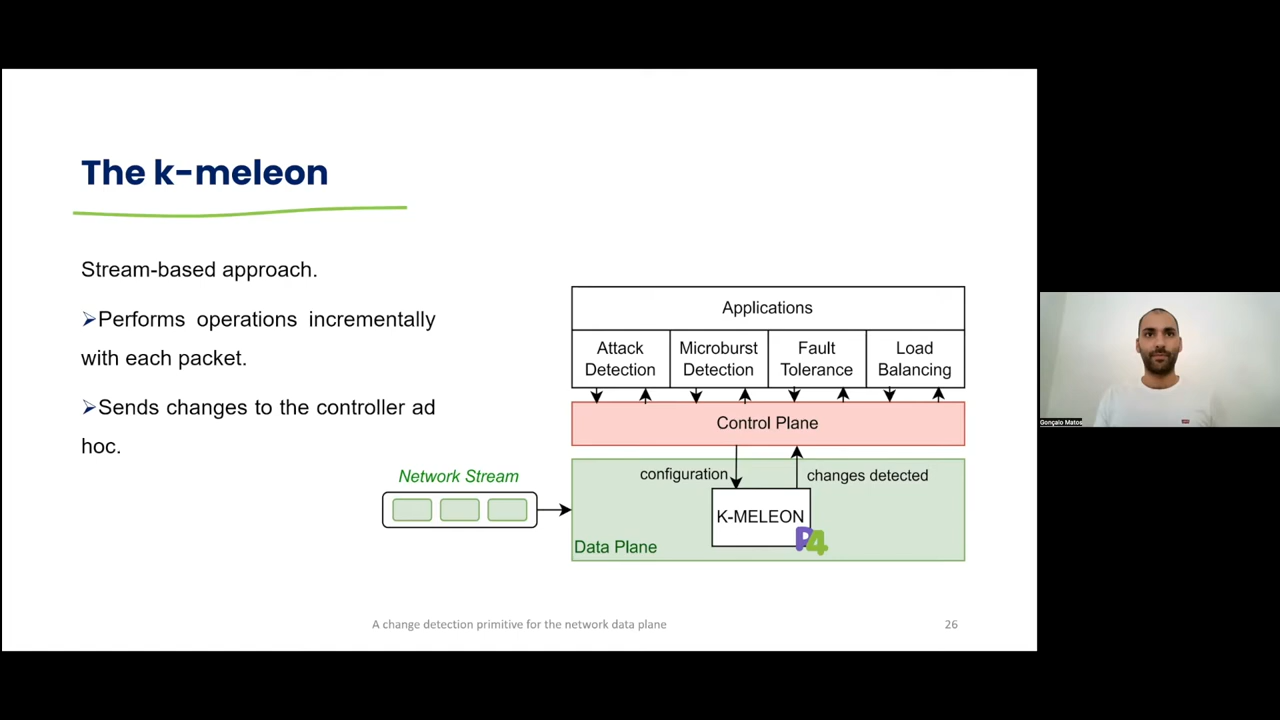 The k-meleon
Stream-based approach.
➢Performs operations incrementally
with each packet.
➢Sends changes to the controller ad
hoc.
Applications
Attack
Detection
Microburst
Detection
Fault
Tolerance
Load
Balancing
Control Plane
configuration
changes detected
Network Stream
K-MELEON
P4
Data Plane
A change detection primitive for the network data plane
26
Gonçalo Matos